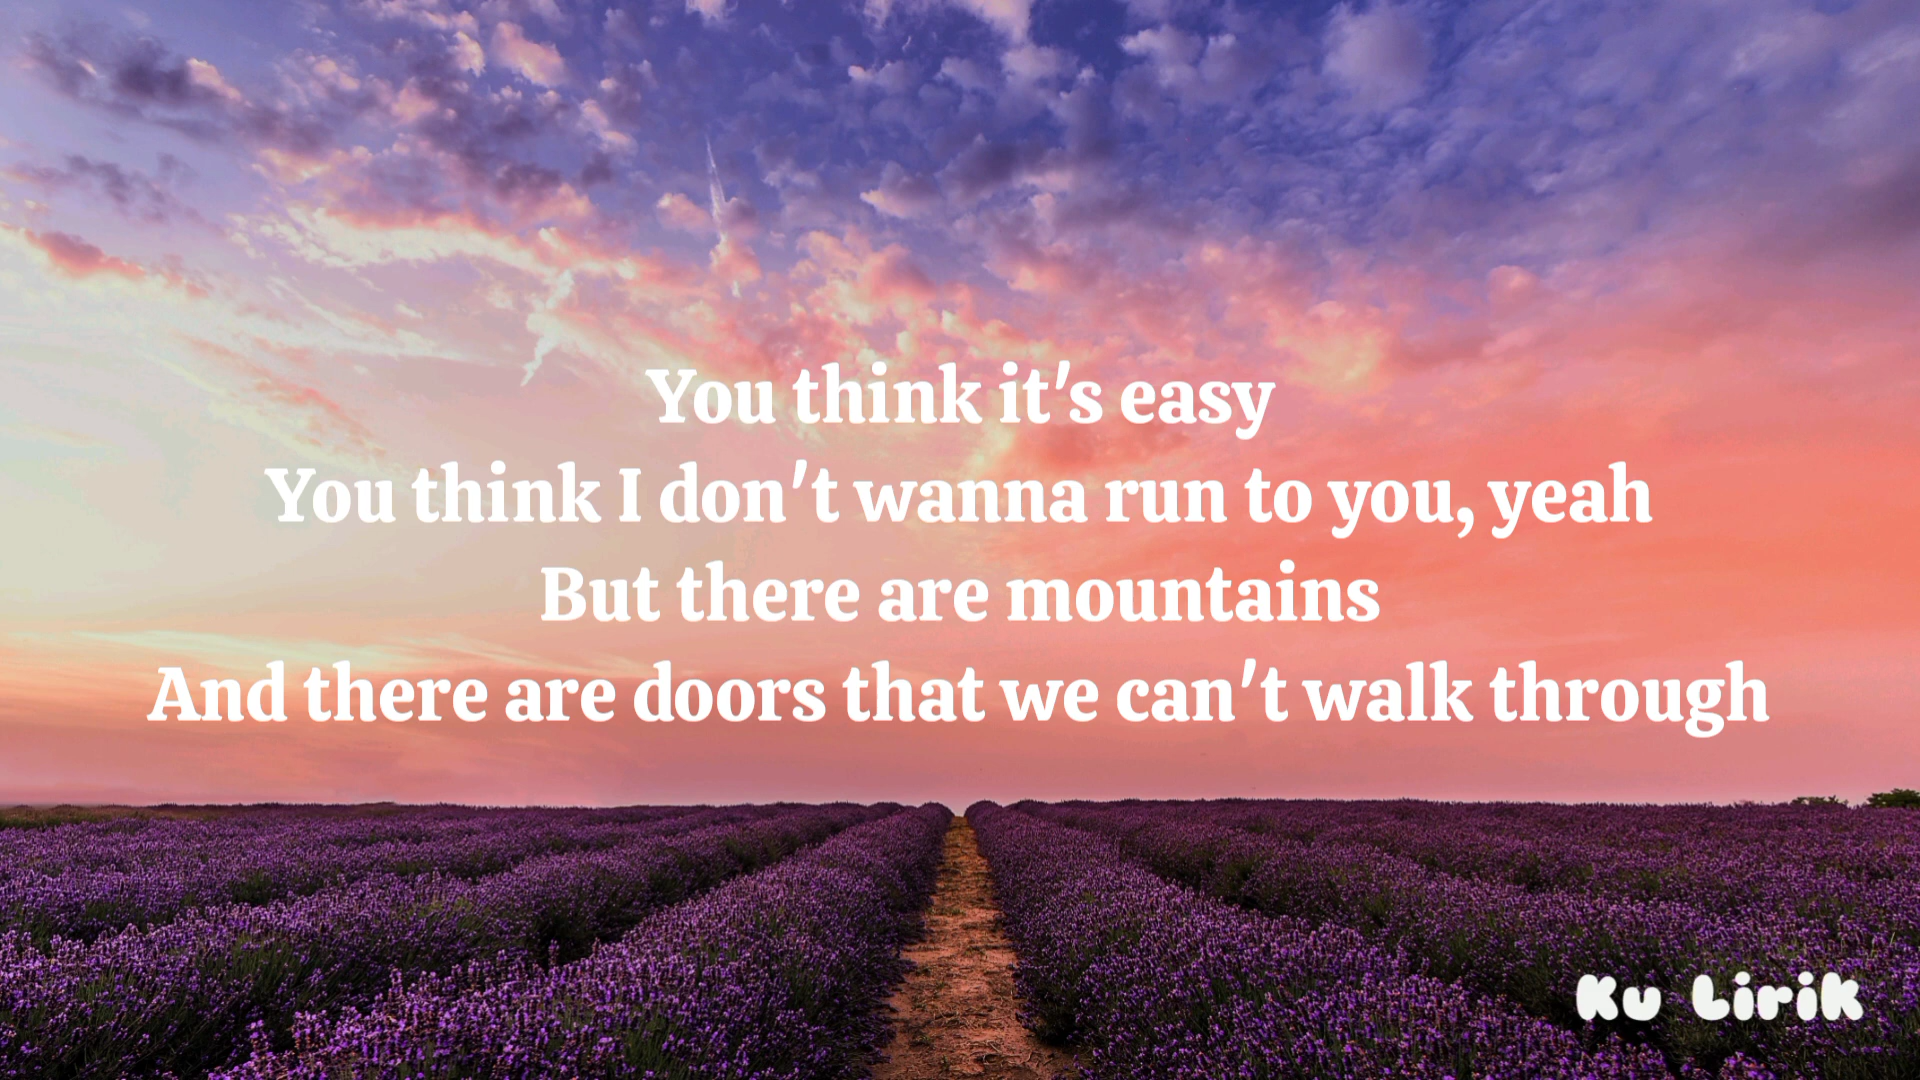 You think it's easy
You think I don't wanna run to you, yeah
But there are mountains
And there are doors that we can't walk through
Ku Lirik